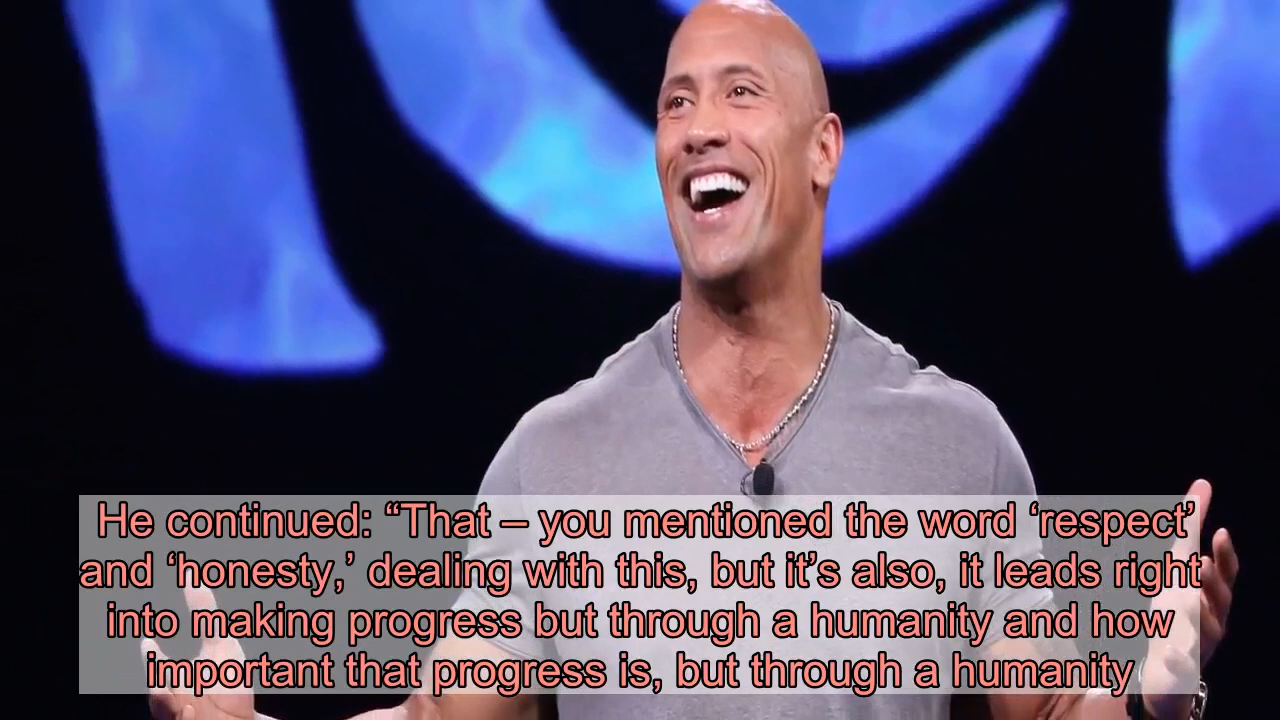 He continued: “That – you mentioned the word ‘respect’
and ‘honesty,’ dealing with this, but it’s also, it leads right
into making progress but through a humanity and how
important that progress is, but through a humanity